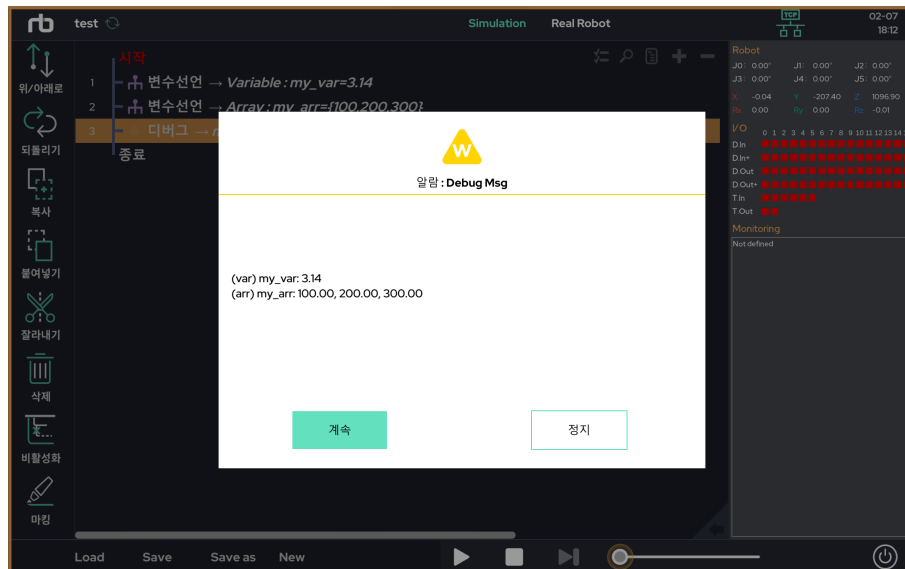 rb test Simulation Real Robot TCP 02-07
18:12
위/아래로
되돌리기
복사
붙여넣기
잘라내기
삭제
비활성화
마킹
시작
1 변수선언 → Variable : my_var=3.14
2 변수선언 → Array : my_arr={100,200,300}
3 디버그 →
종료
W
알람 : Debug Msg
(var) my_var: 3.14
(arr) my_arr: 100.00, 200.00, 300.00
계속 정지
Robot
J0: 0.00° J1: 0.00° J2: 0.00°
J3: 0.00° J4: 0.00° J5: 0.00°
X: -0.04 Y: -207.40 Z: 1096.90
Rx: 0.00 Ry: 0.00 Rz: -0.01
I/O 0 1 2 3 4 5 6 7 8 9 10 11 12 13 14
D.In
D.In+
D.Out
D.Out+
T.In
T.Out
Monitoring
Not defined
Load Save Save as New